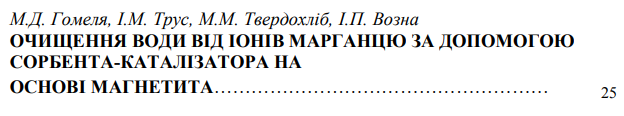 М.Д. Гомеля, І.М. Трус, М.М. Твердохліб, І.П. Возна
ОЧИЩЕННЯ ВОДИ ВІД ІОНІВ МАРГАНЦЮ ЗА ДОПОМОГОЮ
СОРБЕНТА-КАТАЛІЗАТОРА НА
ОСНОВІ МАГНЕТИТА……………………………………………… 25